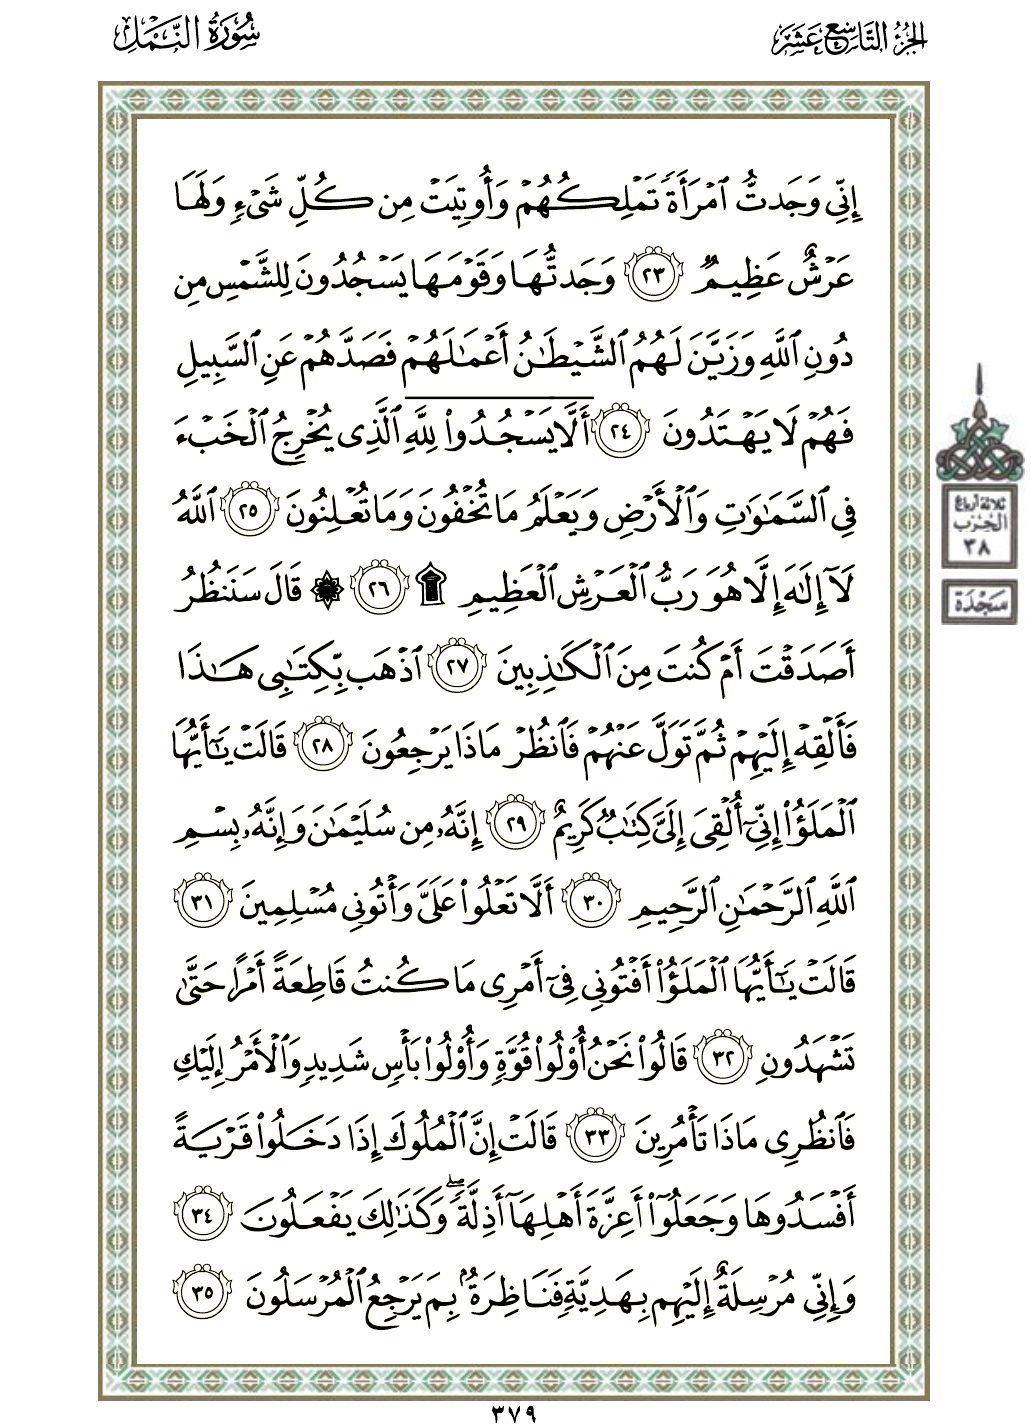 الجزء التاسع عشر
سورة النمل
إِنِّي وَجَدتُّ ٱمْرَأَةً تَمْلِكُهُمْ وَأُوتِيَتْ مِن كُلِّ شَىْءٍ وَلَهَا
عَرْشٌ عَظِيمٌ ٢٣ وَجَدتُّهَا وَقَوْمَهَا يَسْجُدُونَ لِلشَّمْسِ مِن
دُونِ ٱللَّهِ وَزَيَّنَ لَهُمُ ٱلشَّيْطَٰنُ أَعْمَٰلَهُمْ فَصَدَّهُمْ عَنِ ٱلسَّبِيلِ
فَهُمْ لَا يَهْتَدُونَ ٢٤ أَلَّا يَسْجُدُوا۟ لِلَّهِ ٱلَّذِى يُخْرِجُ ٱلْخَبْءَ
فِى ٱلسَّمَٰوَٰتِ وَٱلْأَرْضِ وَيَعْلَمُ مَا تُخْفُونَ وَمَا تُعْلِنُونَ ٢٥ ٱللَّهُ
لَآ إِلَٰهَ إِلَّا هُوَ رَبُّ ٱلْعَرْشِ ٱلْعَظِيمِ ۩ ٢٦ ۞ قَالَ سَنَنظُرُ
أَصَدَقْتَ أَمْ كُنتَ مِنَ ٱلْكَٰذِبِينَ ٢٧ ٱذْهَب بِّكِتَٰبِى هَٰذَا
فَأَلْقِهْ إِلَيْهِمْ ثُمَّ تَوَلَّ عَنْهُمْ فَٱنظُرْ مَاذَا يَرْجِعُونَ ٢٨ قَالَتْ يَٰٓأَيُّهَا
ٱلْمَلَؤُا۟ إِنِّىٓ أُلْقِىَ إِلَىَّ كِتَٰبٌ كَرِيمٌ ٢٩ إِنَّهُۥ مِن سُلَيْمَٰنَ وَإِنَّهُۥ بِسْمِ
ٱللَّهِ ٱلرَّحْمَٰنِ ٱلرَّحِيمِ ٣٠ أَلَّا تَعْلُوا۟ عَلَىَّ وَأْتُونِى مُسْلِمِينَ ٣١
قَالَتْ يَٰٓأَيُّهَا ٱلْمَلَؤُا۟ أَفْتُونِى فِىٓ أَمْرِى مَا كُنتُ قَاطِعَةً أَمْرًا حَتَّىٰ
تَشْهَدُونِ ٣٢ قَالُوا۟ نَحْنُ أُو۟لُوا۟ قُوَّةٍ وَأُو۟لُوا۟ بَأْسٍ شَدِيدٍ وَٱلْأَمْرُ إِلَيْكِ
فَٱنظُرِى مَاذَا تَأْمُرِينَ ٣٣ قَالَتْ إِنَّ ٱلْمُلُوكَ إِذَا دَخَلُوا۟ قَرْيَةً
أَفْسَدُوهَا وَجَعَلُوٓا۟ أَعِزَّةَ أَهْلِهَآ أَذِلَّةً ۖ وَكَذَٰلِكَ يَفْعَلُونَ ٣٤
وَإِنِّى مُرْسِلَةٌ إِلَيْهِم بِهَدِيَّةٍ فَنَاظِرَةٌۢ بِمَ يَرْجِعُ ٱلْمُرْسَلُونَ ٣٥
ثلاثة أرباع
الحزب
٣٨
سَجْدَة
٣٧٩